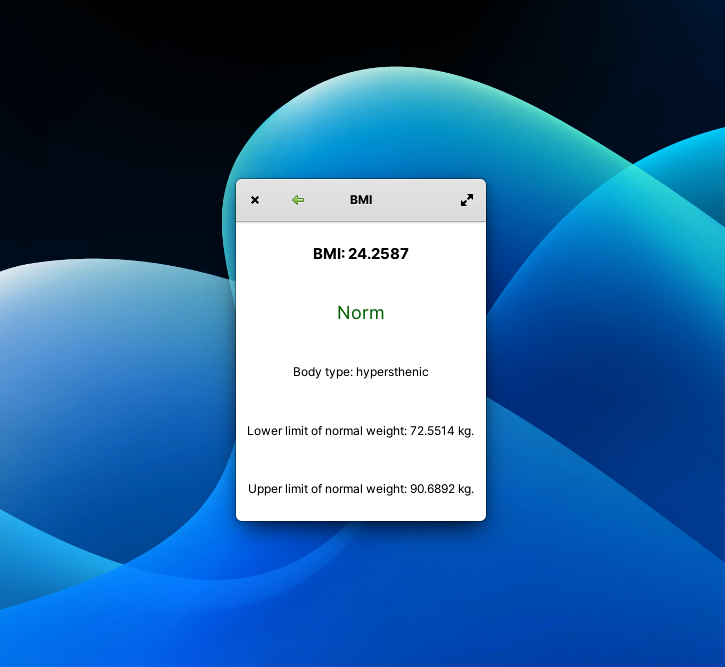 BMI
BMI: 24.2587
Norm
Body type: hypersthenic
Lower limit of normal weight: 72.5514 kg.
Upper limit of normal weight: 90.6892 kg.